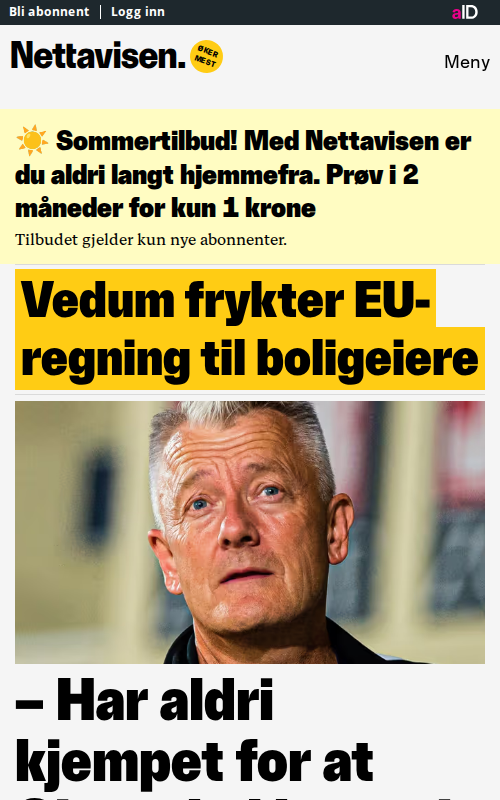 Bli abonnent | Logg inn
aID
Nettavisen.
ØKER
MEST
Meny
☀️ Sommertilbud! Med Nettavisen er
du aldri langt hjemmefra. Prøv i 2
måneder for kun 1 krone
Tilbudet gjelder kun nye abonnenter.
Vedum frykter EU-
regning til boligeiere
– Har aldri
kjempet for at